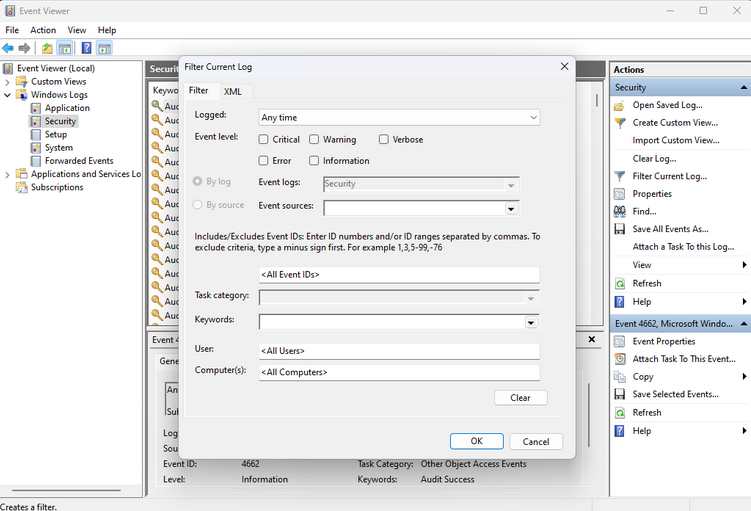 Event Viewer
File Action View Help
Event Viewer (Local)
Custom Views
Windows Logs
Application
Security
Setup
System
Forwarded Events
Applications and Services Lo
Subscriptions
Securi
Keywo
Aud
Aud
Aud
Aud
Aud
Aud
Aud
Aud
Aud
Aud
Aud
Aud
Aud
Event 4
Gene
An
Sub
Log
Sou
Event ID: 4662 Task Category: Other Object Access Events
Level: Information Keywords: Audit Success
Filter Current Log
Filter XML
Logged: Any time
Event level: Critical Warning Verbose
Error Information
By log Event logs: Security
By source Event sources:
Includes/Excludes Event IDs: Enter ID numbers and/or ID ranges separated by commas. To
exclude criteria, type a minus sign first. For example 1,3,5-99,-76
<All Event IDs>
Task category:
Keywords:
User: <All Users>
Computer(s): <All Computers>
Clear
OK Cancel
Actions
Security
Open Saved Log...
Create Custom View...
Import Custom View...
Clear Log...
Filter Current Log...
Properties
Find...
Save All Events As...
Attach a Task To this Log...
View
Refresh
Help
Event 4662, Microsoft Windo...
Event Properties
Attach Task To This Event...
Copy
Save Selected Events...
Refresh
Help
Creates a filter.